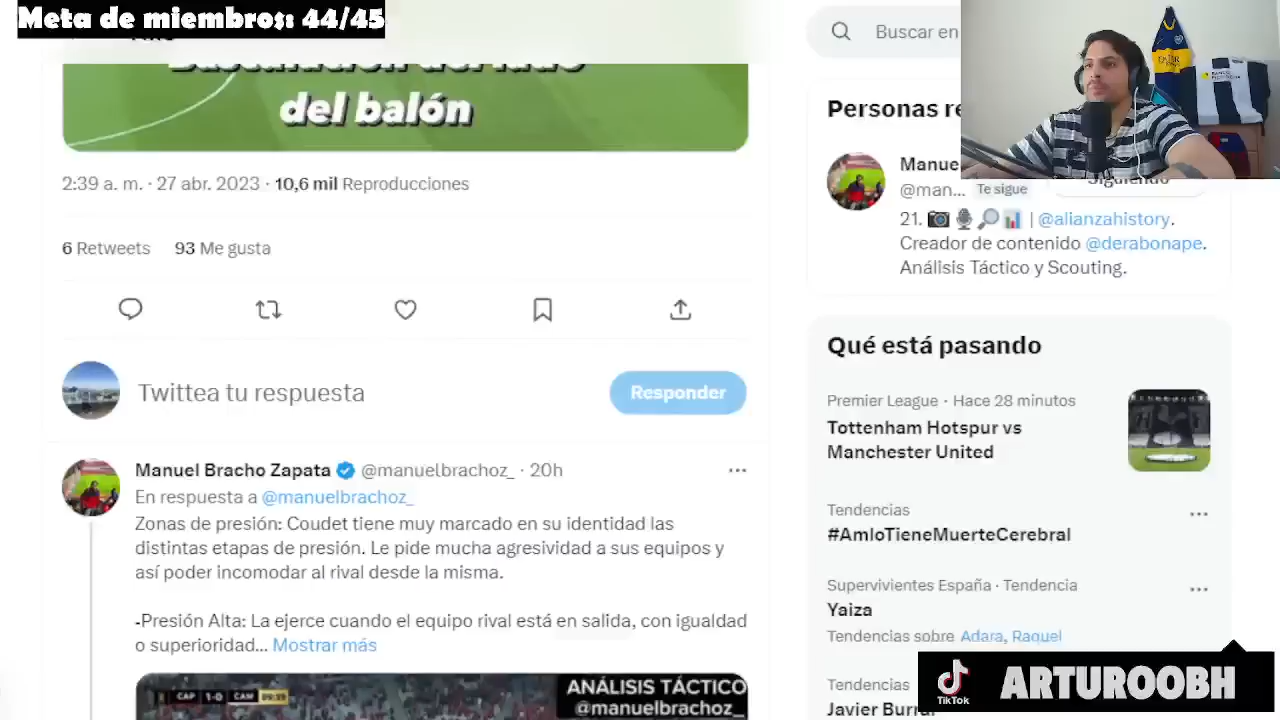 Meta de miembros: 44/45
Buscar en
del balón
2:39 a. m. · 27 abr. 2023 · 10,6 mil Reproducciones
6 Retweets 93 Me gusta
Twittea tu respuesta
Responder
Manuel Bracho Zapata @manuelbrachoz_ · 20h
En respuesta a @manuelbrachoz_
Zonas de presión: Coudet tiene muy marcado en su identidad las
distintas etapas de presión. Le pide mucha agresividad a sus equipos y
así poder incomodar al rival desde la misma.
-Presión Alta: La ejerce cuando el equipo rival está en salida, con igualdad
o superioridad... Mostrar más
CAP 1-0 CAM
ANÁLISIS TÁCTICO
@manuelbrachoz_
Personas re
Manue
@man... Te sigue
Siguiendo
21. | @alianzahistory.
Creador de contenido @derabonape.
Análisis Táctico y Scouting.
Qué está pasando
Premier League · Hace 28 minutos
Tottenham Hotspur vs
Manchester United
Tendencias
#AmloTieneMuerteCerebral
Supervivientes España · Tendencia
Yaiza
Tendencias sobre Adara, Raquel
Tendencias
Javier Burra
TikTok
ARTUROOBH